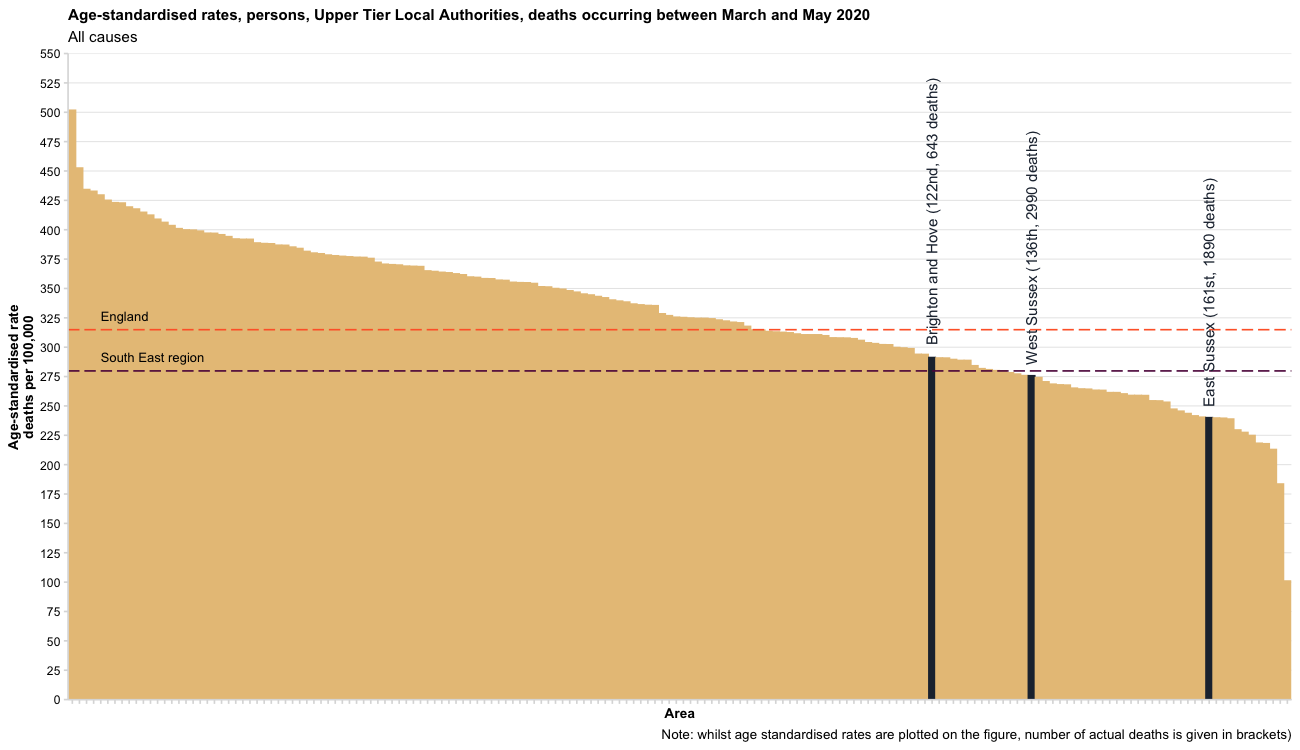 Age-standardised rates, persons, Upper Tier Local Authorities, deaths occurring between March and May 2020
All causes
550
525
500
475
450
425
400
375
350
325
300
275
250
225
200
175
150
125
100
75
50
25
0
Age-standardised rate
deaths per 100,000
England
South East region
Brighton and Hove (122nd, 643 deaths)
West Sussex (136th, 2990 deaths)
East Sussex (161st, 1890 deaths)
Area
Note: whilst age standardised rates are plotted on the figure, number of actual deaths is given in brackets)